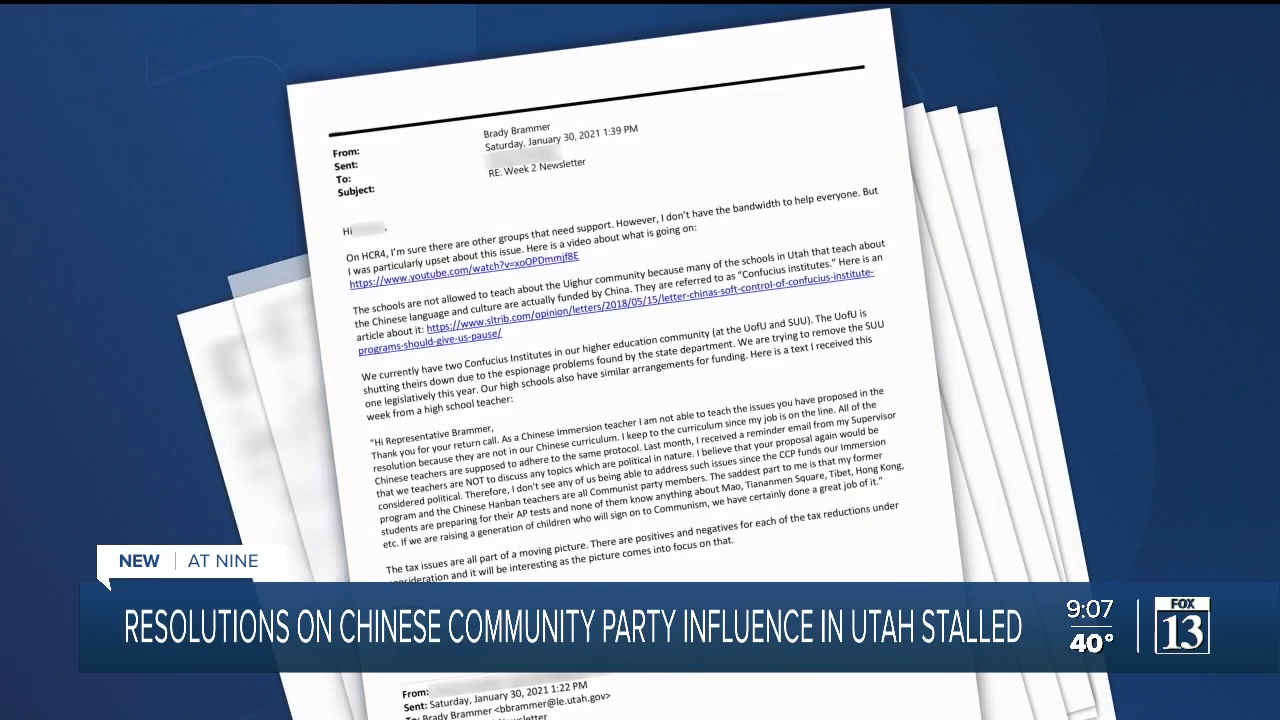 From: Brady Brammer
Sent: Saturday, January 30, 2021 1:39 PM
To:
Subject: RE: Week 2 Newsletter
Hi ,
On HCR4, I'm sure there are other groups that need support. However, I don't have the bandwidth to help everyone. But
I was particularly upset about this issue. Here is a video about what is going on:
https://www.youtube.com/watch?v=xoOPDmmjf8E
The schools are not allowed to teach about the Uighur community because many of the schools in Utah that teach about
the Chinese language and culture are actually funded by China. They are referred to as "Confucius institutes." Here is an
article about it: https://www.sltrib.com/opinion/letters/2018/05/15/letter-chinas-soft-control-of-confucius-institute-
programs-should-give-us-pause/
We currently have two Confucius Institutes in our higher education community (at the UofU and SUU). The UofU is
shutting theirs down due to the espionage problems found by the state department. We are trying to remove the SUU
one legislatively this year. Our high schools also have similar arrangements for funding. Here is a text I received this
week from a high school teacher:
"Hi Representative Brammer,
Thank you for your return call. As a Chinese Immersion teacher I am not able to teach the issues you have proposed in the
resolution because they are not in our Chinese curriculum. I keep to the curriculum since my job is on the line. All of the
Chinese teachers are supposed to adhere to the same protocol. Last month, I received a reminder email from my Supervisor
that we teachers are NOT to discuss any topics which are political in nature. I believe that your proposal again would be
considered political. Therefore, I don't see any of us being able to address such issues since the CCP funds our Immersion
program and the Chinese Hanban teachers are all Communist party members. The saddest part to me is that my former
students are preparing for their AP tests and none of them know anything about Mao, Tiananmen Square, Tibet, Hong Kong,
etc. If we are raising a generation of children who will sign on to Communism, we have certainly done a great job of it."
The tax issues are all part of a moving picture. There are positives and negatives for each of the tax reductions under
consideration and it will be interesting as the picture comes into focus on that.
NEW AT NINE
RESOLUTIONS ON CHINESE COMMUNITY PARTY INFLUENCE IN UTAH STALLED
9:07
40°
FOX
13
From:
Sent: Saturday, January 30, 2021 1:22 PM
To: Brady Brammer <bbrammer@le.utah.gov>
Newsletter